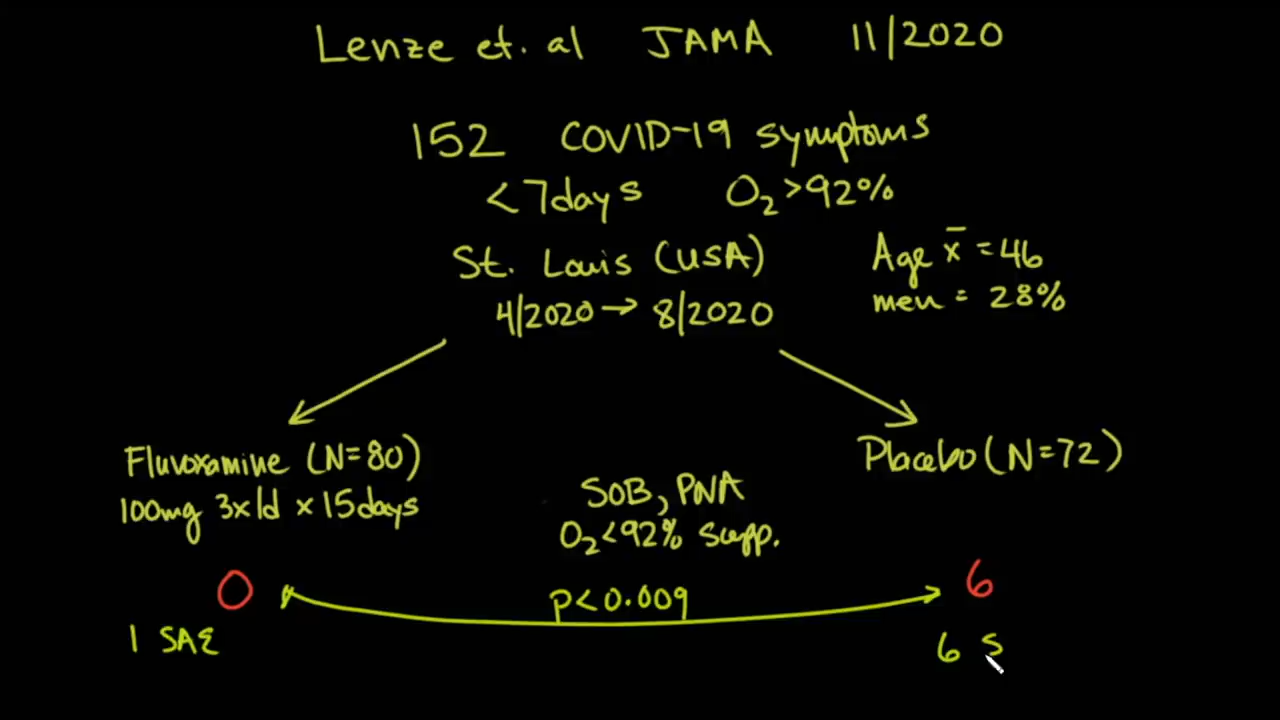 Lenze et. al JAMA 11/2020
152 COVID-19 symptoms
<7days O₂>92%
St. Louis (USA)
4/2020→8/2020
Age x̄ =46
men = 28%
Fluvoxamine (N=80)
100mg 3x/d x 15days
Placebo (N=72)
SOB, PNA
O₂<92% supp.
0
p<0.009
6
1 SAE
6 S